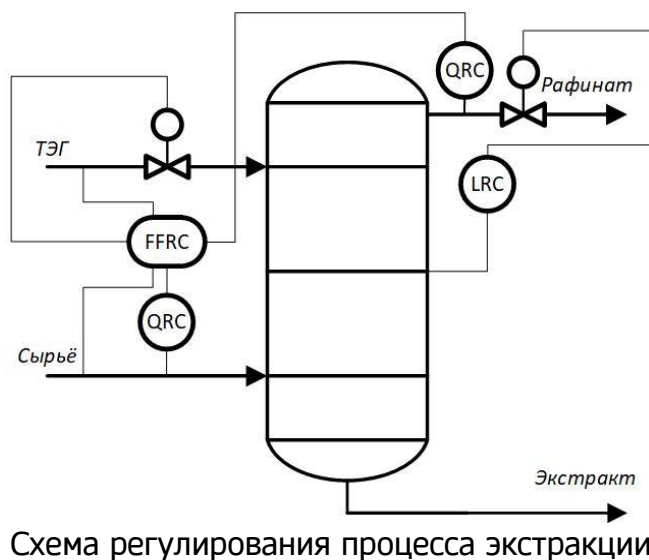 QRC
Рафинат
ТЭГ
LRC
FFRC
QRC
Сырьё
Экстракт
Схема регулирования процесса экстракции